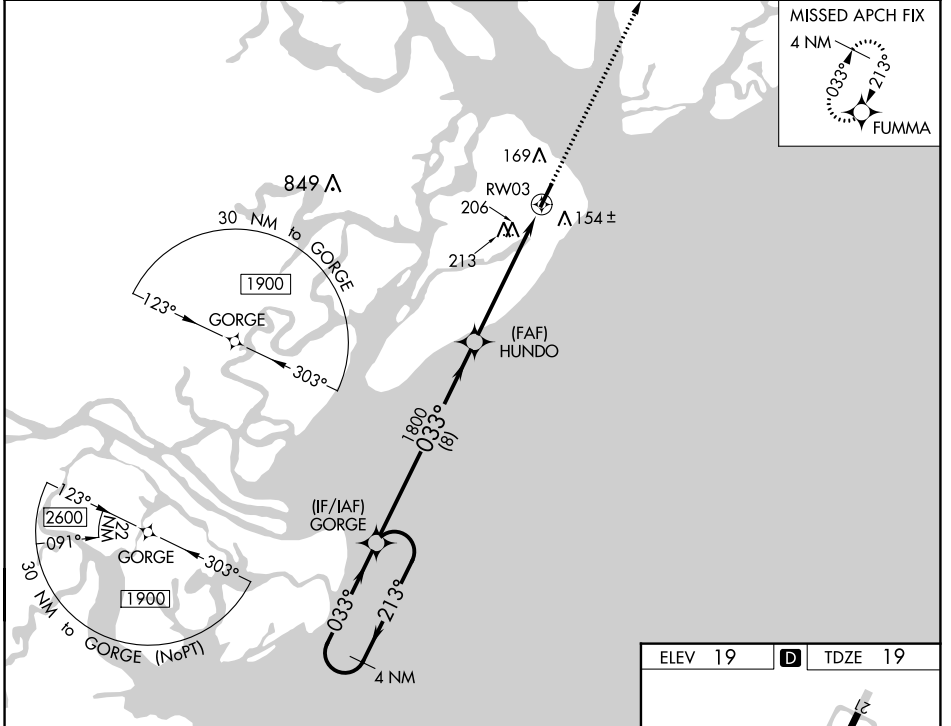 MISSED APCH FIX
4 NM
033°
213°
FUMMA
169
RW03
849
206
154 ±
213
30 NM to GORGE
1900
123°
GORGE
303°
(FAF)
HUNDO
1800
033°
(8)
(IF/IAF)
GORGE
123°
2600
22
NM
091°
GORGE
303°
1900
30 NM to GORGE (NoPT)
033°
213°
4 NM
ELEV 19
D
TDZE 19
21